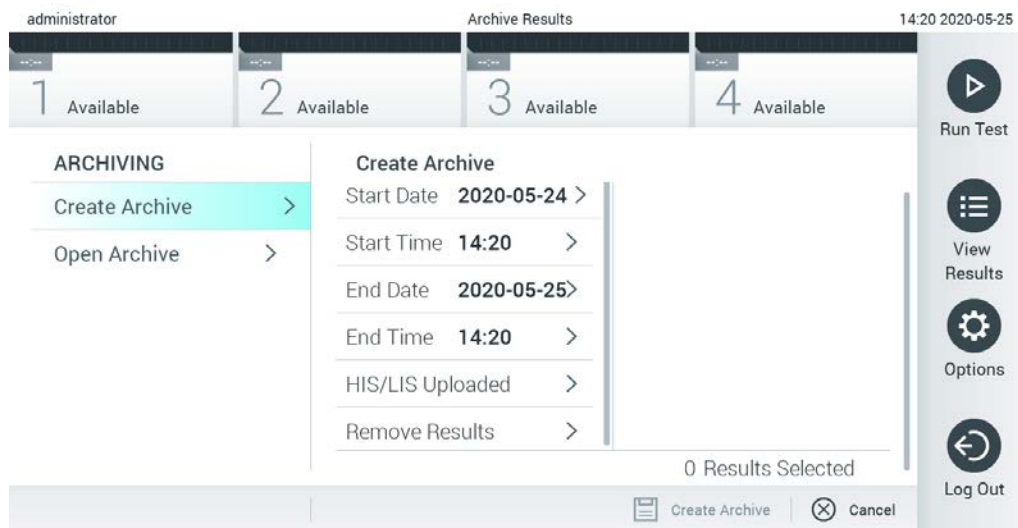 administrator
Archive Results
14:20 2020-05-25
--:--
1 Available
--:--
2 Available
--:--
3 Available
--:--
4 Available
ARCHIVING
Create Archive
Open Archive
Create Archive
Start Date 2020-05-24
Start Time 14:20
End Date 2020-05-25
End Time 14:20
HIS/LIS Uploaded
Remove Results
0 Results Selected
Create Archive
Cancel
Run Test
View
Results
Options
Log Out